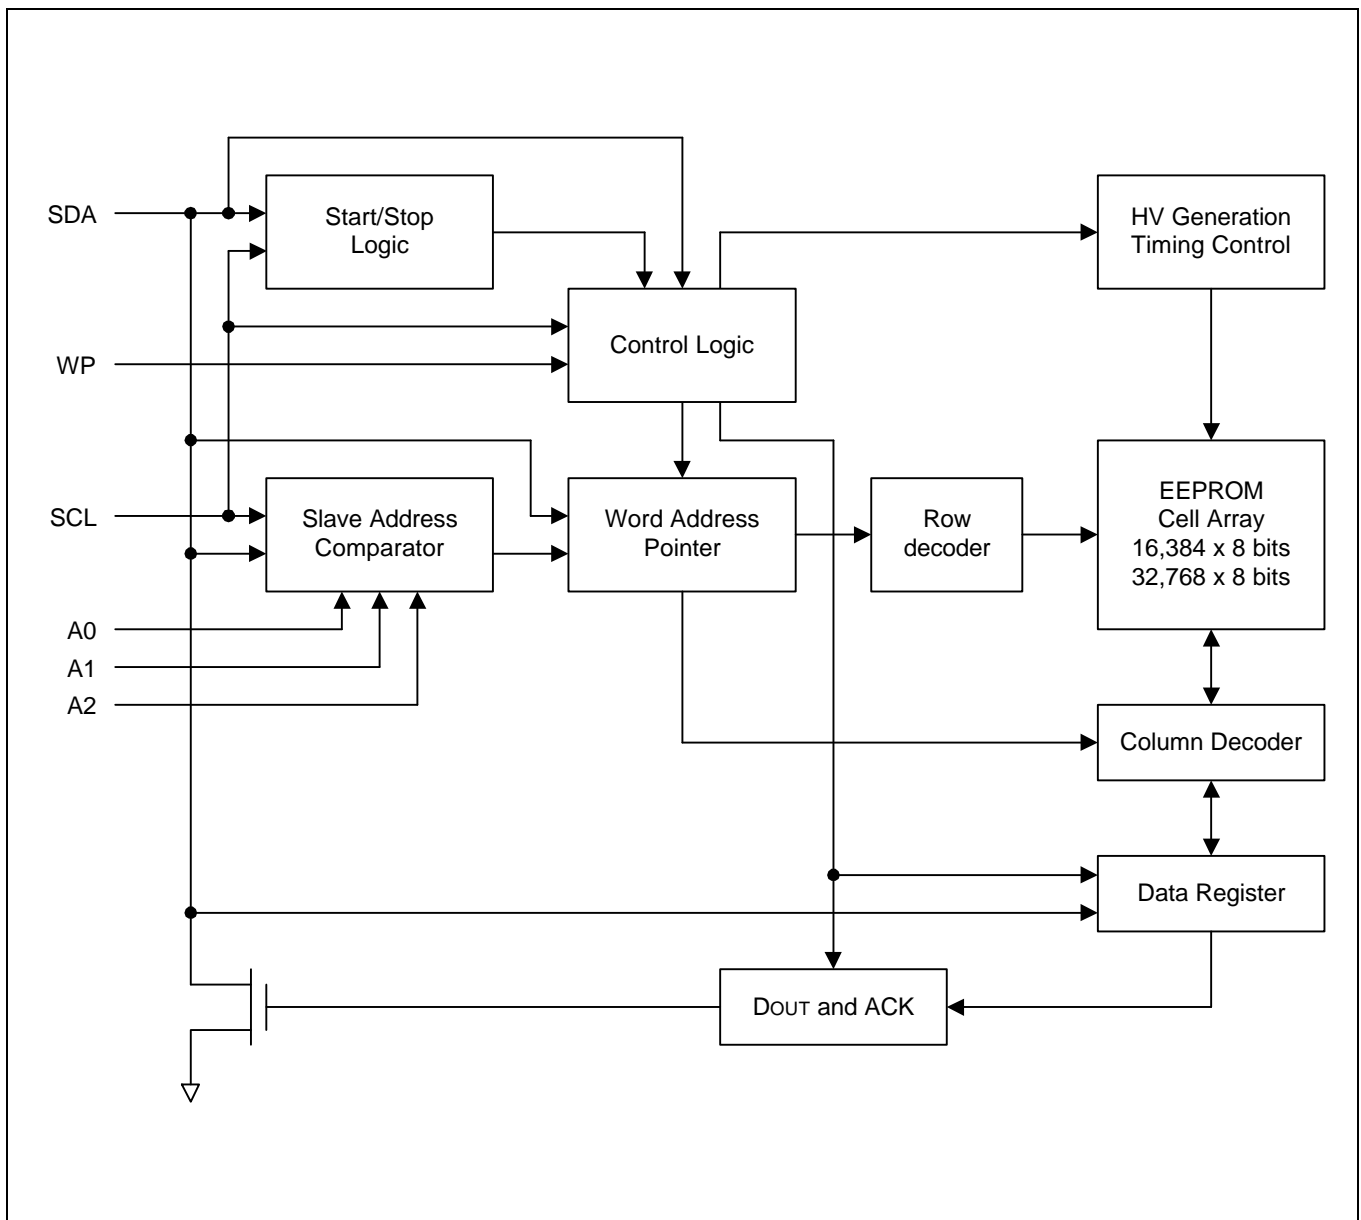 SDA
Start/Stop
Logic
HV Generation
Timing Control
WP
Control Logic
SCL
Slave Address
Comparator
Word Address
Pointer
Row
decoder
EEPROM
Cell Array
16,384 x 8 bits
32,768 x 8 bits
A0
A1
A2
Column Decoder
Data Register
DOUT and ACK